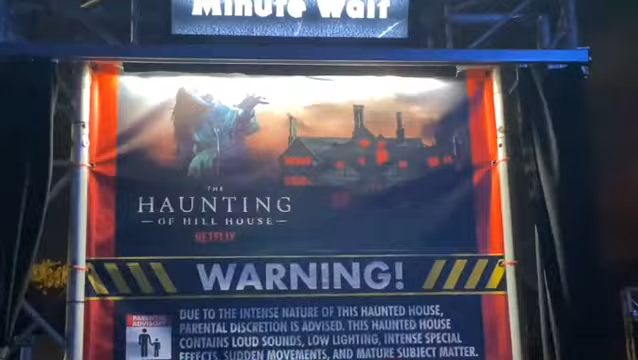 Minute Wait
THE
HAUNTING
OF HILL HOUSE
NETFLIX
WARNING!
PARENTAL
ADVISORY
DUE TO THE INTENSE NATURE OF THIS HAUNTED HOUSE,
PARENTAL DISCRETION IS ADVISED. THIS HAUNTED HOUSE
CONTAINS LOUD SOUNDS, LOW LIGHTING, INTENSE SPECIAL
EFFECTS, SUDDEN MOVEMENTS, AND MATURE SUBJECT MATTER.